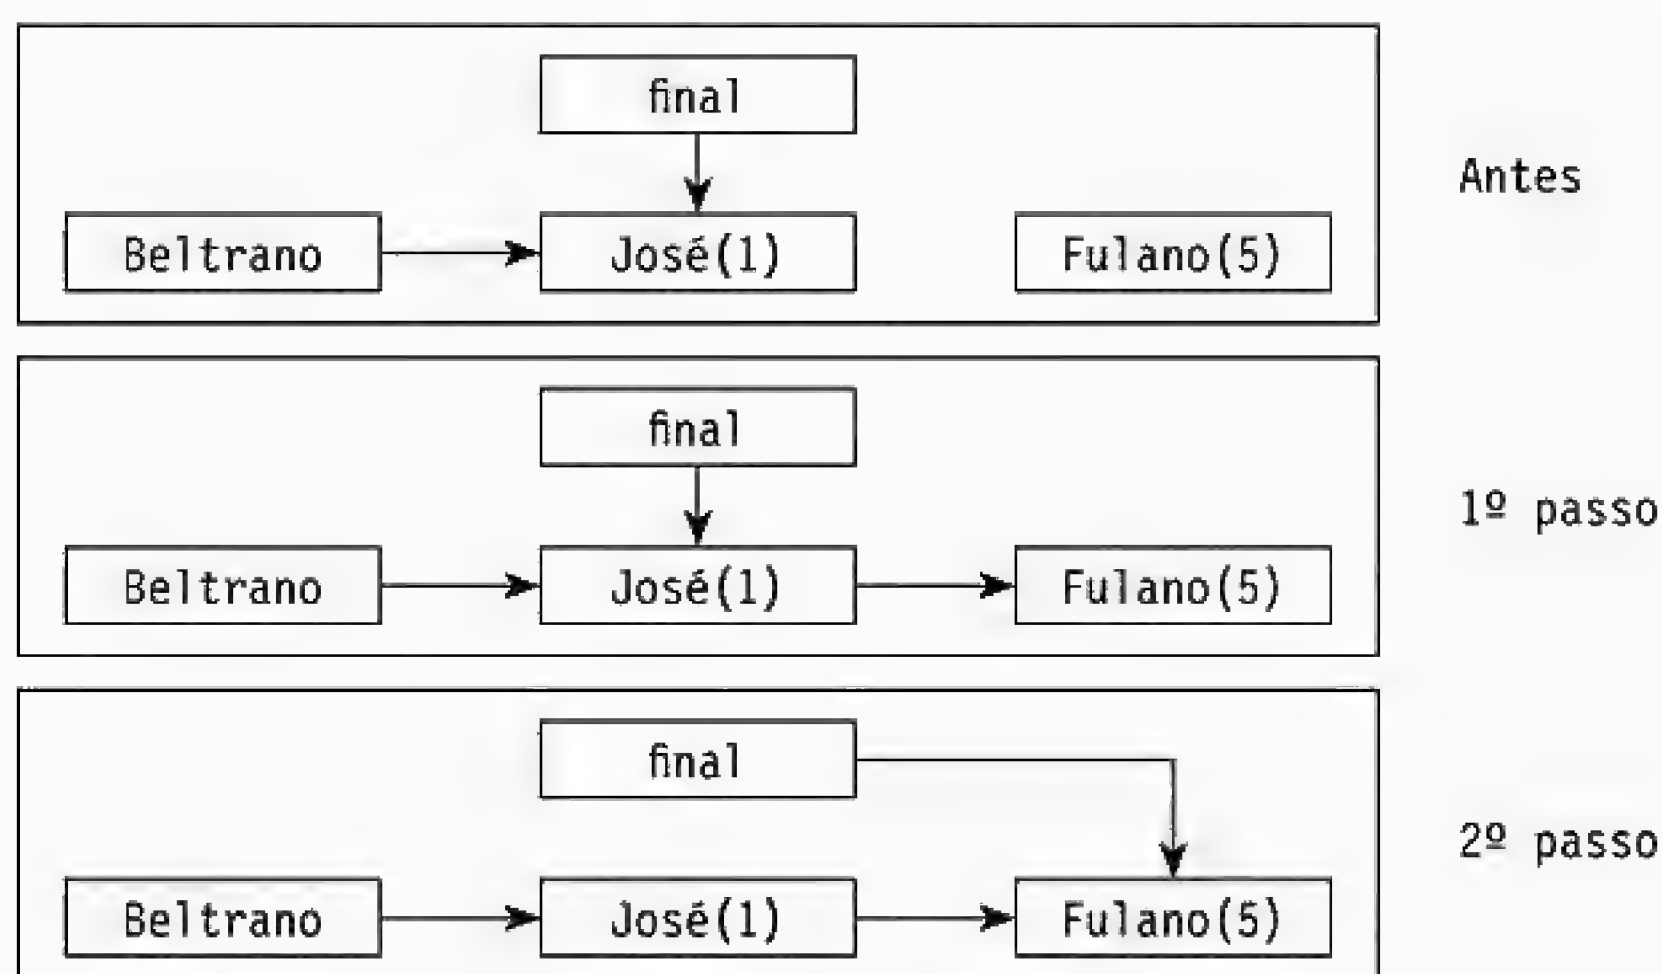 final
Antes
Beltrano José(1) Fulano(5)
final
1º passo
Beltrano José(1) Fulano(5)
final
2º passo
Beltrano José(1) Fulano(5)